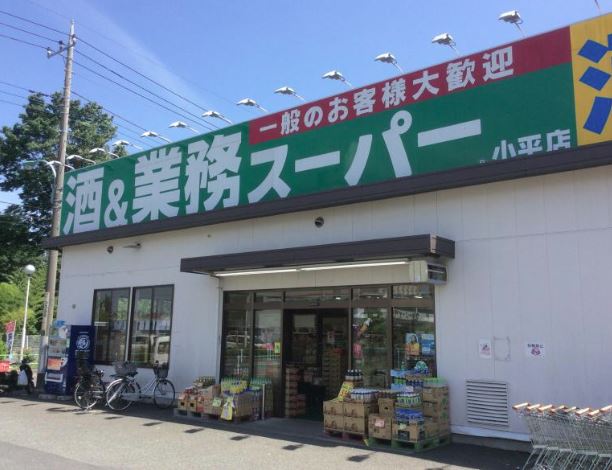 一般のお客様大歓迎
酒&業務スーパー
小平店
酒